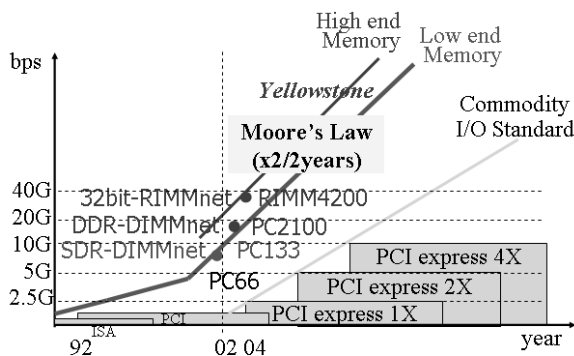 High end
Memory
Low end
Memory
bps
Yellowstone
Commodity
I/O Standard
Moore's Law
(x2/2years)
40G
32bit-RIMMnet
RIMM4200
20G
DDR-DIMMnet
PC2100
10G
SDR-DIMMnet
PC133
PCI express 4X
5G
PC66
PCI express 2X
2.5G
PCI express 1X
PCI
ISA
92
02 04
year